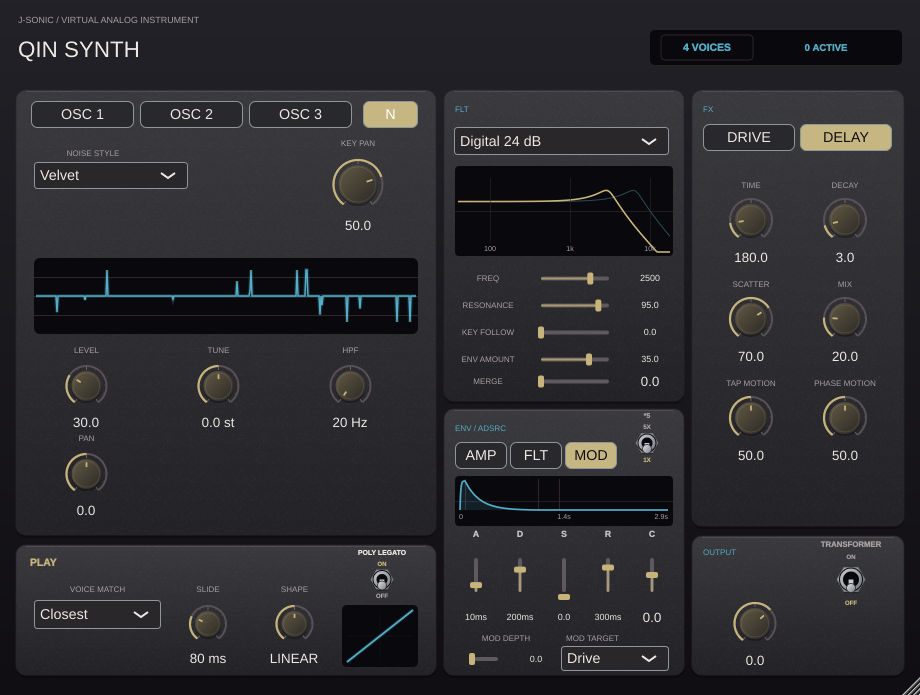 J-SONIC / VIRTUAL ANALOG INSTRUMENT
QIN SYNTH
4 VOICES 0 ACTIVE
OSC 1 OSC 2 OSC 3 N
NOISE STYLE KEY PAN
Velvet
50.0
LEVEL TUNE HPF
30.0 0.0 st 20 Hz
PAN
0.0
PLAY
POLY LEGATO
ON
OFF
VOICE MATCH SLIDE SHAPE
Closest
80 ms LINEAR
FLT
Digital 24 dB
100 1k 10k
FREQ 2500
RESONANCE 95.0
KEY FOLLOW 0.0
ENV AMOUNT 35.0
MERGE 0.0
ENV / ADSRC
*5
5X
1X
AMP FLT MOD
0 1.4s 2.9s
A D S R C
10ms 200ms 0.0 300ms 0.0
MOD DEPTH MOD TARGET
0.0 Drive
FX
DRIVE DELAY
TIME DECAY
180.0 3.0
SCATTER MIX
70.0 20.0
TAP MOTION PHASE MOTION
50.0 50.0
OUTPUT
TRANSFORMER
ON
OFF
0.0